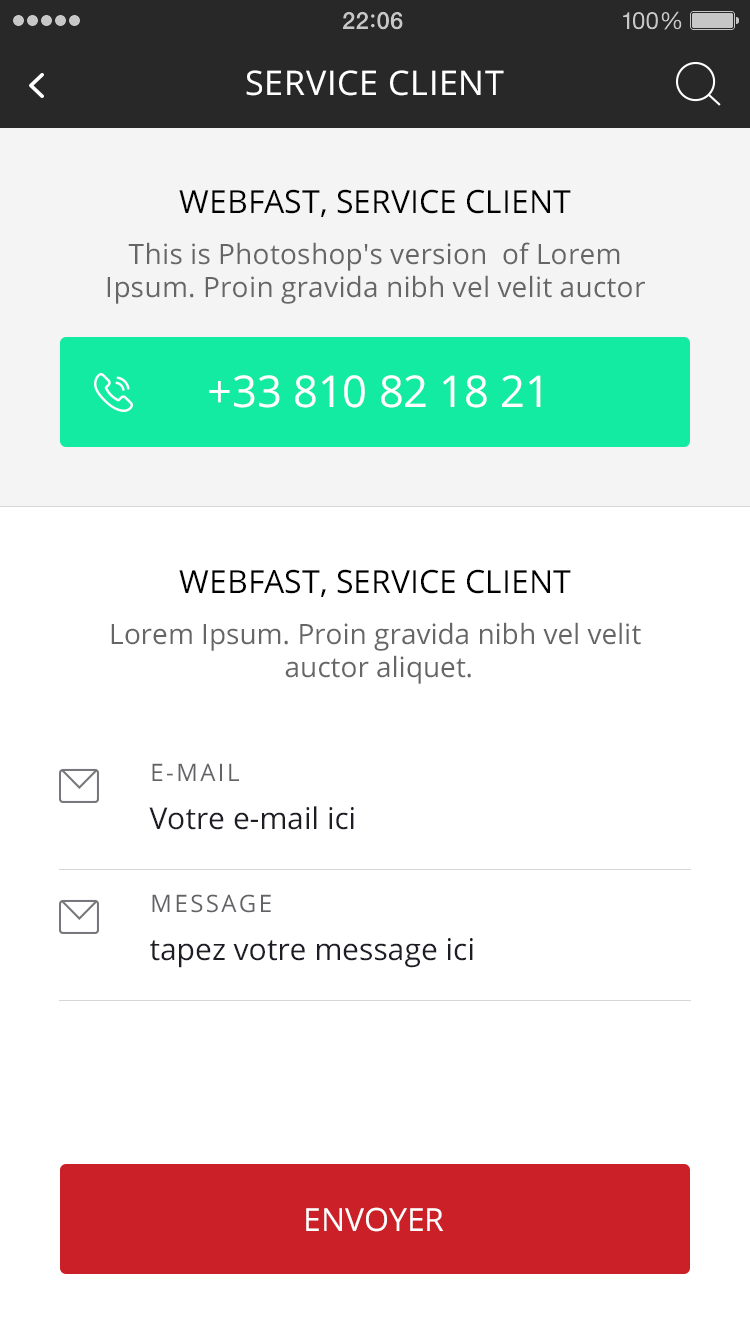 22:06
100%
SERVICE CLIENT
WEBFAST, SERVICE CLIENT
This is Photoshop's version  of Lorem
Ipsum. Proin gravida nibh vel velit auctor
+33 810 82 18 21
WEBFAST, SERVICE CLIENT
Lorem Ipsum. Proin gravida nibh vel velit
auctor aliquet.
E-MAIL
Votre e-mail ici
MESSAGE
tapez votre message ici
ENVOYER